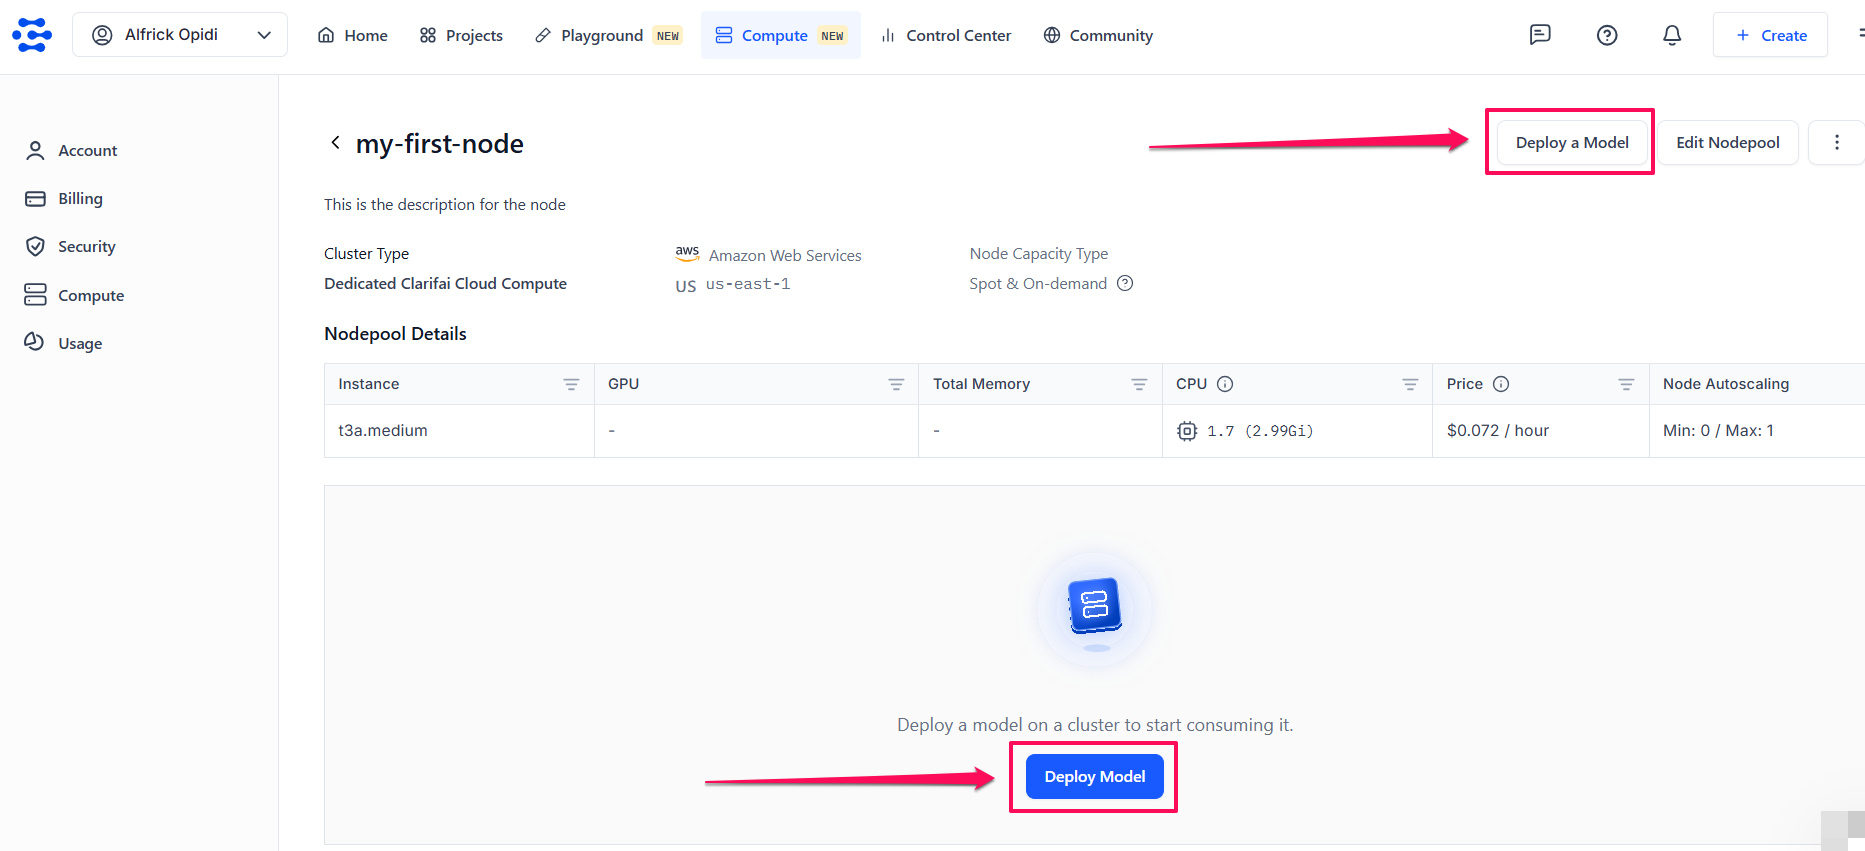 Alfrick Opidi
Home
Projects
Playground NEW
Compute NEW
Control Center
Community
+ Create
Account
Billing
Security
Compute
Usage
my-first-node
Deploy a Model
Edit Nodepool
This is the description for the node
Cluster Type
Dedicated Clarifai Cloud Compute
aws Amazon Web Services
US us-east-1
Node Capacity Type
Spot & On-demand
Nodepool Details
Instance GPU Total Memory CPU Price Node Autoscaling
t3a.medium - - 1.7 (2.99Gi) $0.072 / hour Min: 0 / Max: 1
Deploy a model on a cluster to start consuming it.
Deploy Model